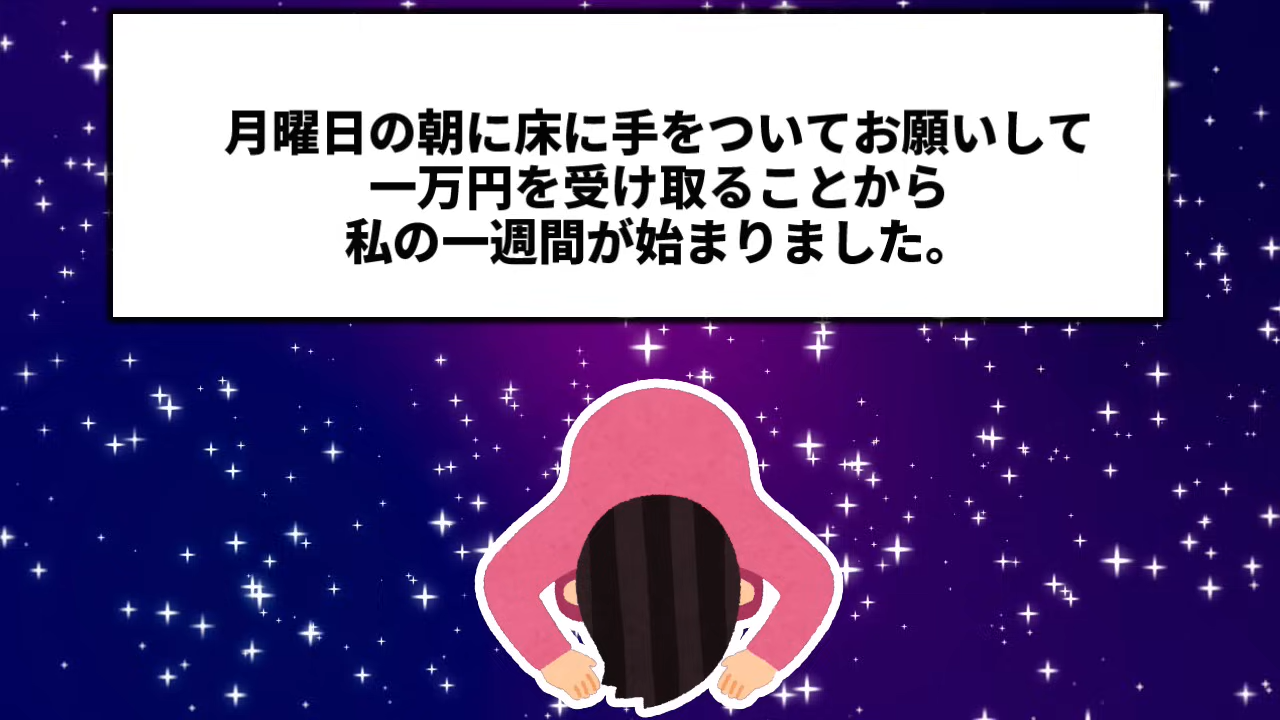 月曜日の朝に床に手をついてお願いして
一万円を受け取ることから
私の一週間が始まりました。